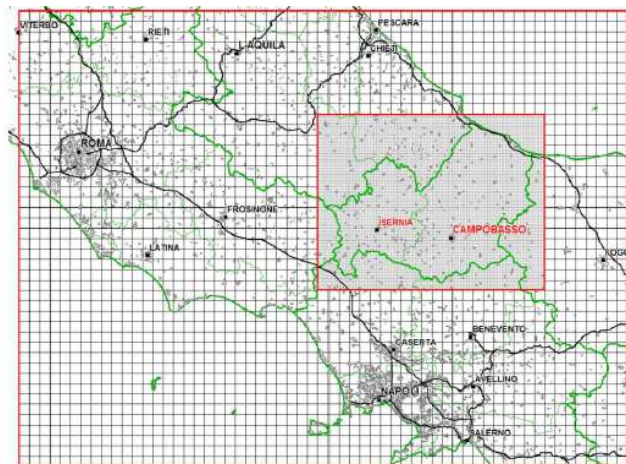 PESCARA
VITERBO
RIETI
L'AQUILA
CHIETI
ROMA
FROSINONE
ISERNIA
CAMPOBASSO
LATINA
BENEVENTO
CASERTA
AVELLINO
NAPOLI
SALERNO